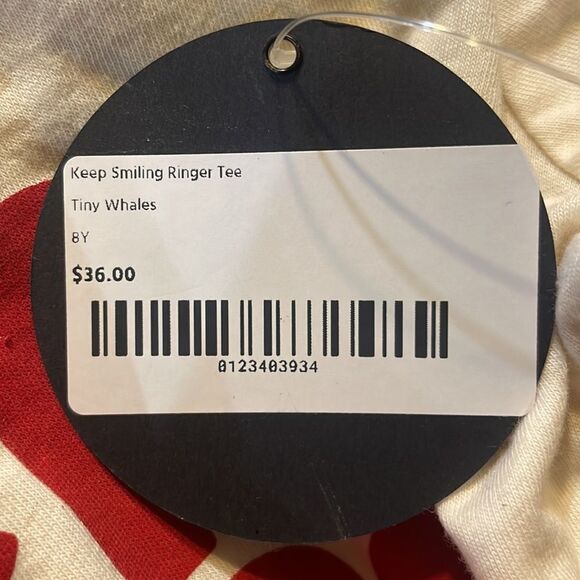 Keep Smiling Ringer Tee
Tiny Whales
8Y
$36.00
0123403934